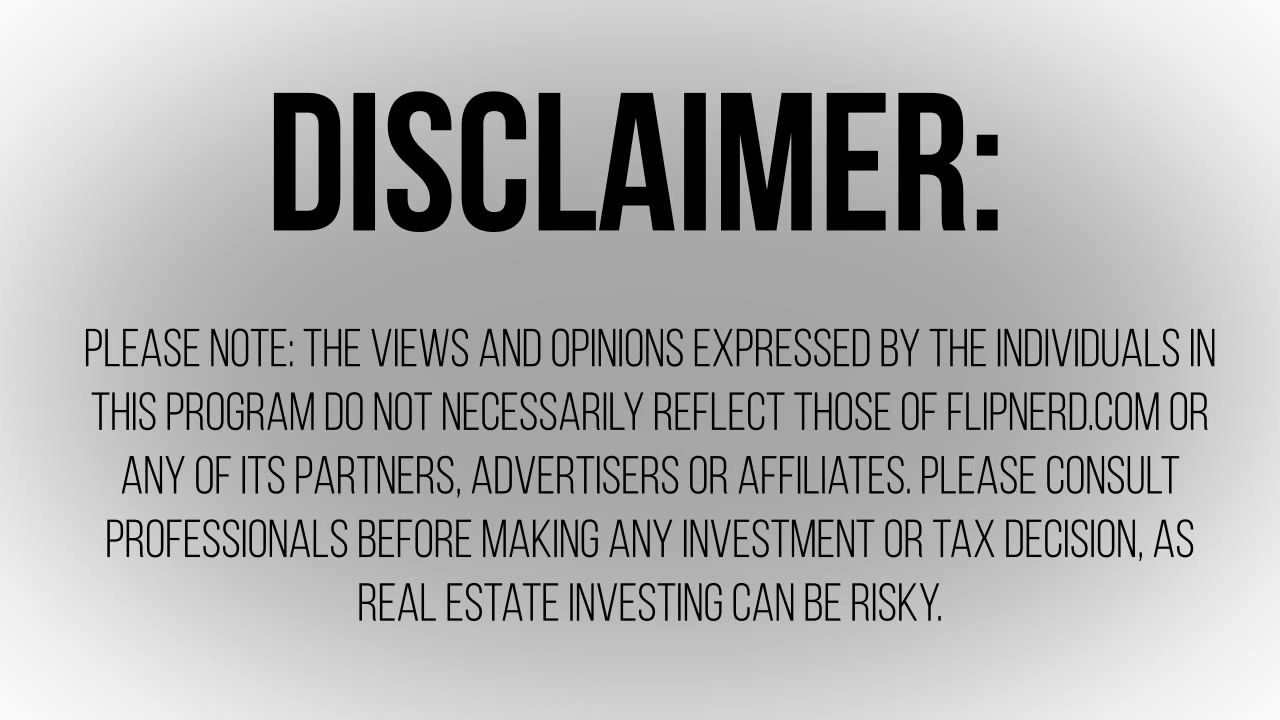 DISCLAIMER:
PLEASE NOTE: THE VIEWS AND OPINIONS EXPRESSED BY THE INDIVIDUALS IN
THIS PROGRAM DO NOT NECESSARILY REFLECT THOSE OF FLIPNERD.COM OR
ANY OF ITS PARTNERS, ADVERTISERS OR AFFILIATES. PLEASE CONSULT
PROFESSIONALS BEFORE MAKING ANY INVESTMENT OR TAX DECISION, AS
REAL ESTATE INVESTING CAN BE RISKY.